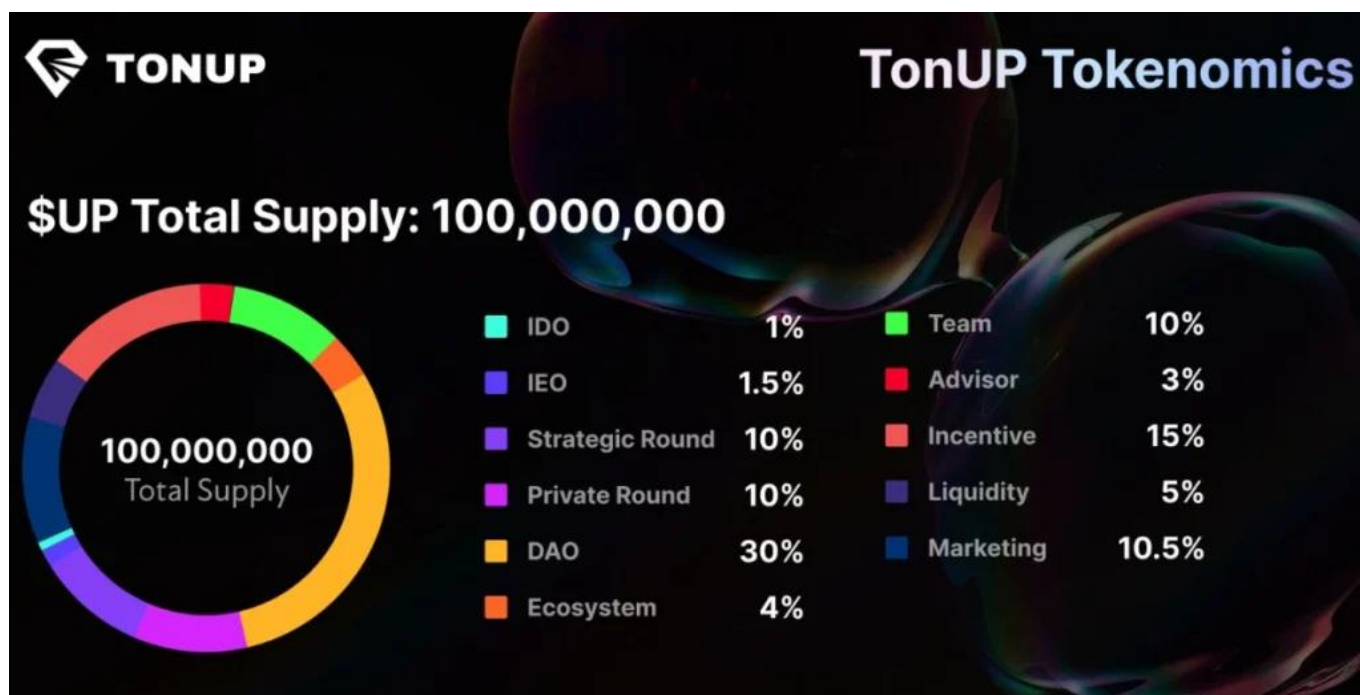 TONUP
TonUP Tokenomics
$UP Total Supply: 100,000,000
100,000,000
Total Supply
IDO 1%
IEO 1.5%
Strategic Round 10%
Private Round 10%
DAO 30%
Ecosystem 4%
Team 10%
Advisor 3%
Incentive 15%
Liquidity 5%
Marketing 10.5%